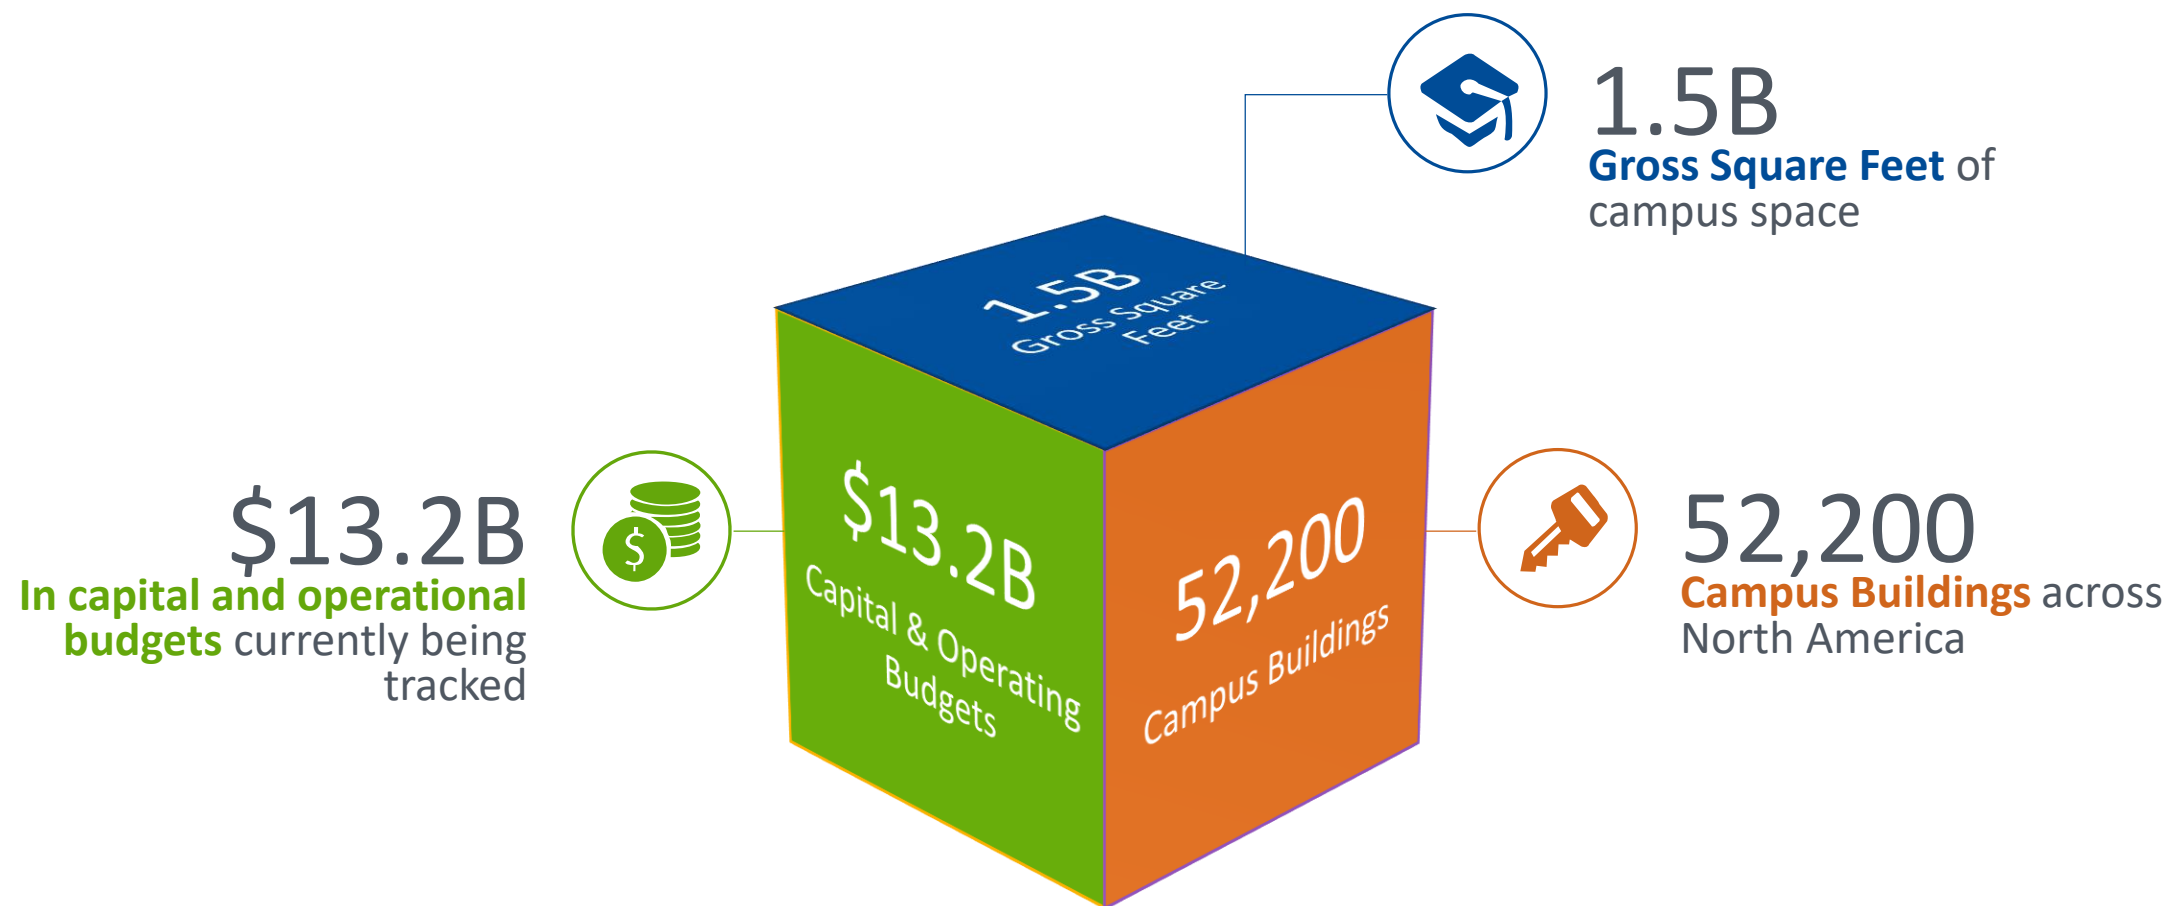 1.5B
Gross Square Feet of
campus space
1.5B
Gross Square
Feet
$13.2B
In capital and operational
budgets currently being
tracked
$
$13.2B
Capital & Operating
Budgets
52,200
Campus Buildings
52,200
Campus Buildings across
North America